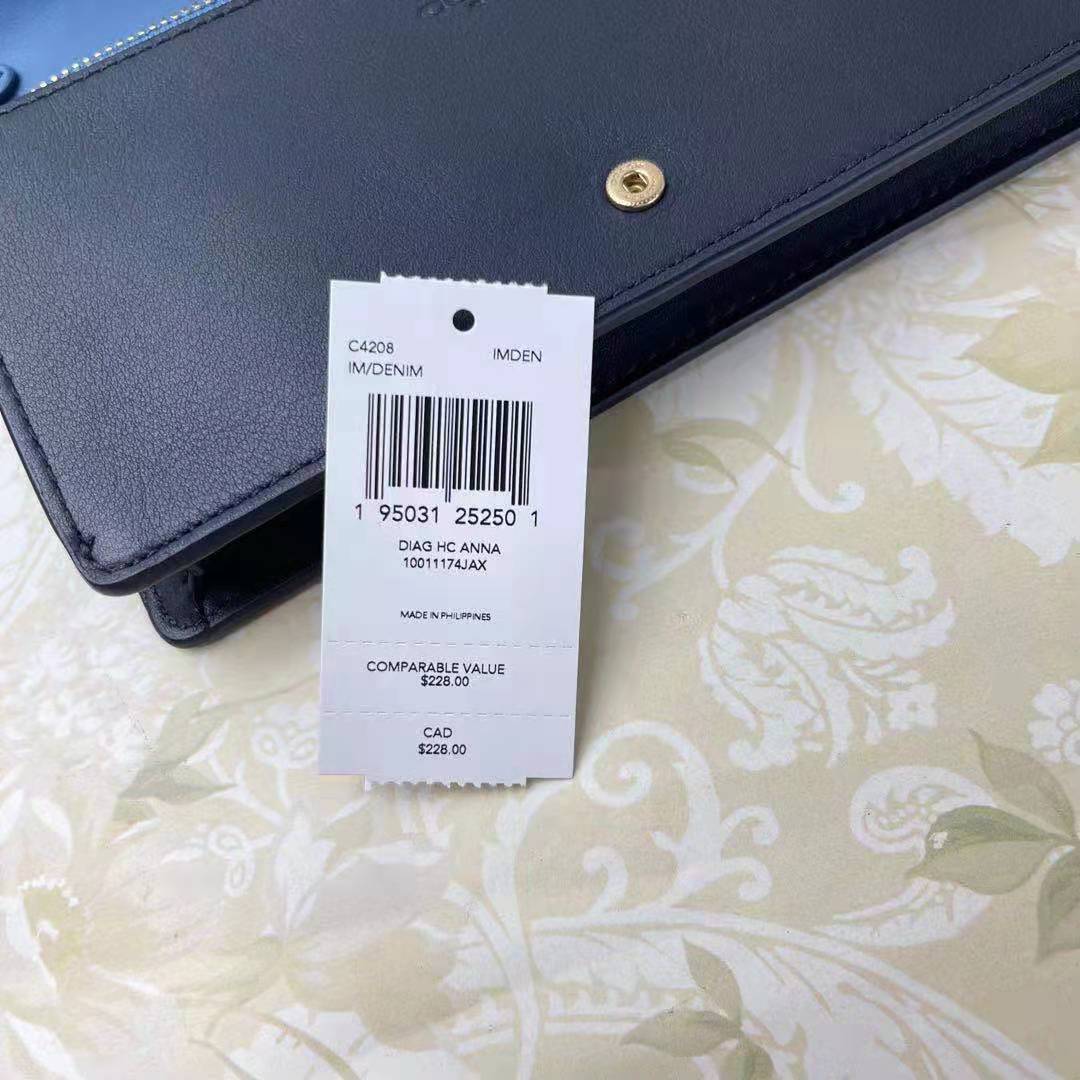 C4208 IMDEN
IM/DENIM
1 95031 25250 1
DIAG HC ANNA
10011174JAX
MADE IN PHILIPPINES
COMPARABLE VALUE
$228.00
CAD
$228.00